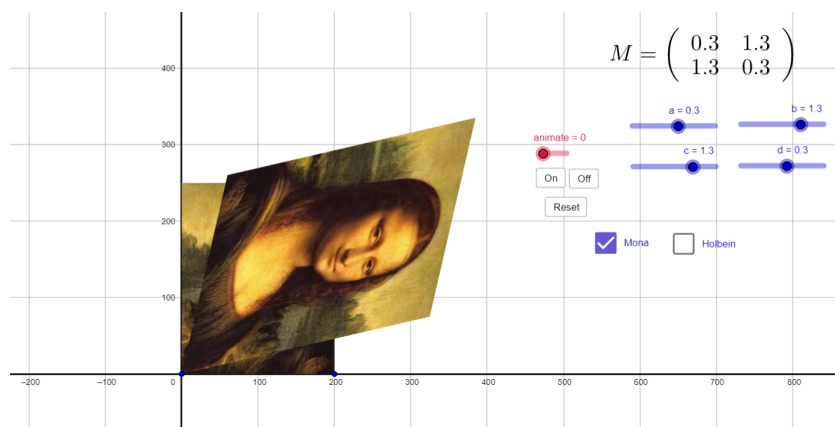 M = ( 0.3 1.3
1.3 0.3 )
a = 0.3
b = 1.3
animate = 0
c = 1.3
d = 0.3
On
Off
Reset
Mona
Holbein
400
300
200
100
−200
−100
0
100
200
300
400
500
600
700
800